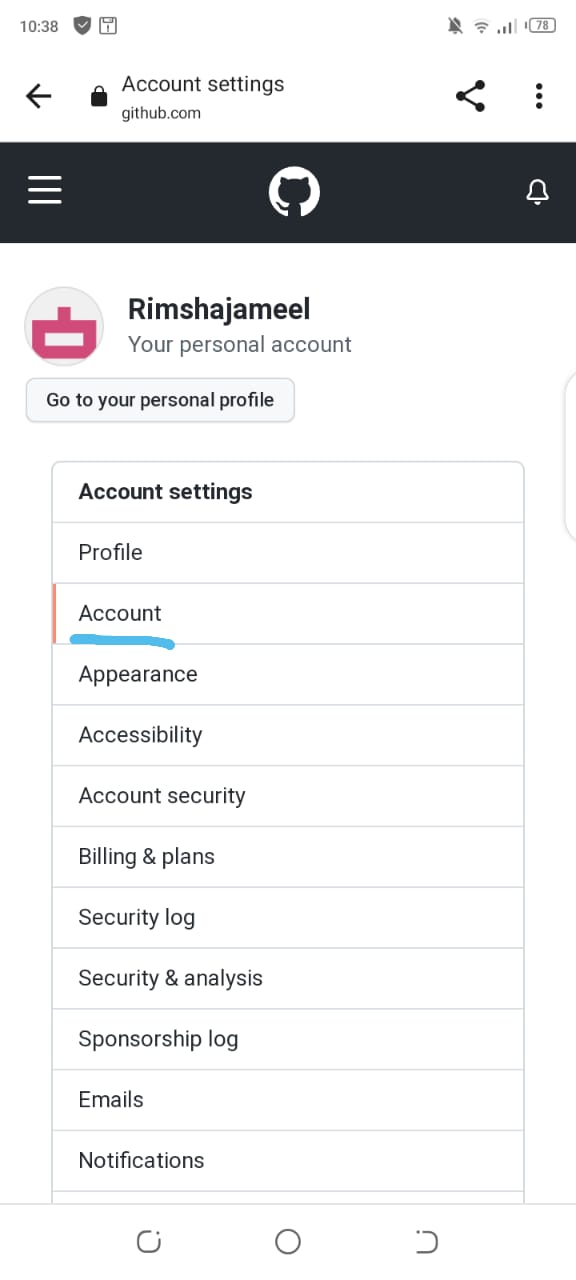 10:38
78
Account settings
github.com
Rimshajameel
Your personal account
Go to your personal profile
Account settings
Profile
Account
Appearance
Accessibility
Account security
Billing & plans
Security log
Security & analysis
Sponsorship log
Emails
Notifications